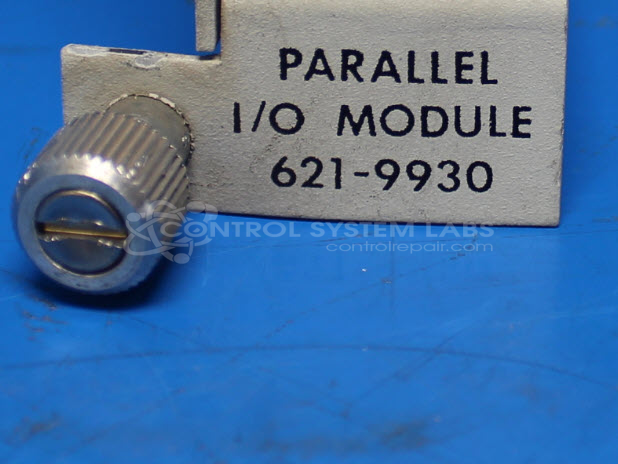 PARALLEL
I/O MODULE
621-9930
CONTROL SYSTEM LABS
controlrepair.com